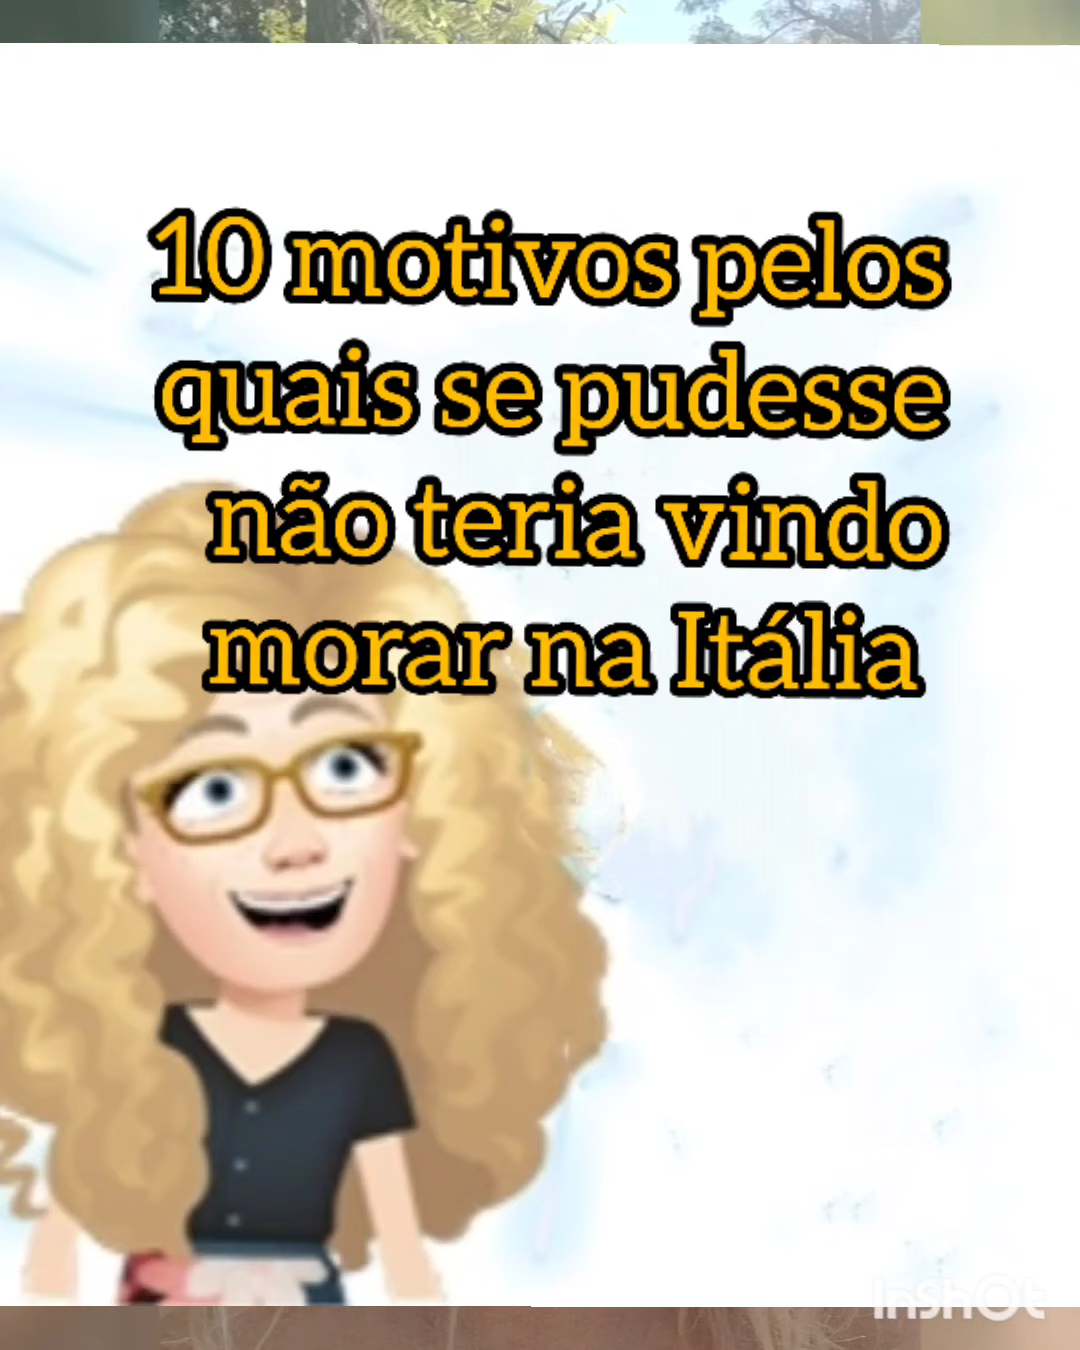 10 motivos pelos
quais se pudesse
não teria vindo
morar na Itália
InShOt